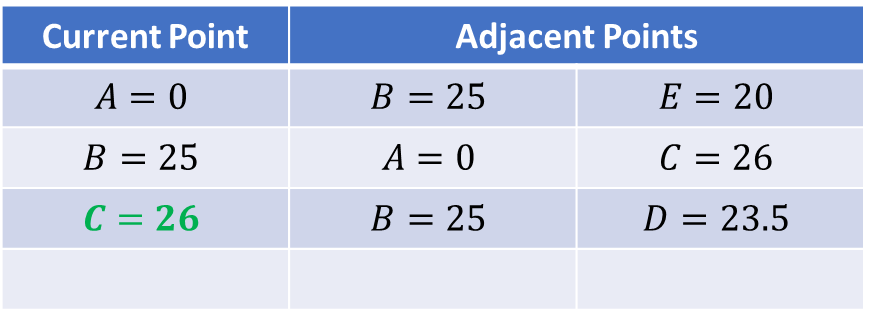 Current Point Adjacent Points
A = 0 B = 25 E = 20
B = 25 A = 0 C = 26
C = 26 B = 25 D = 23.5